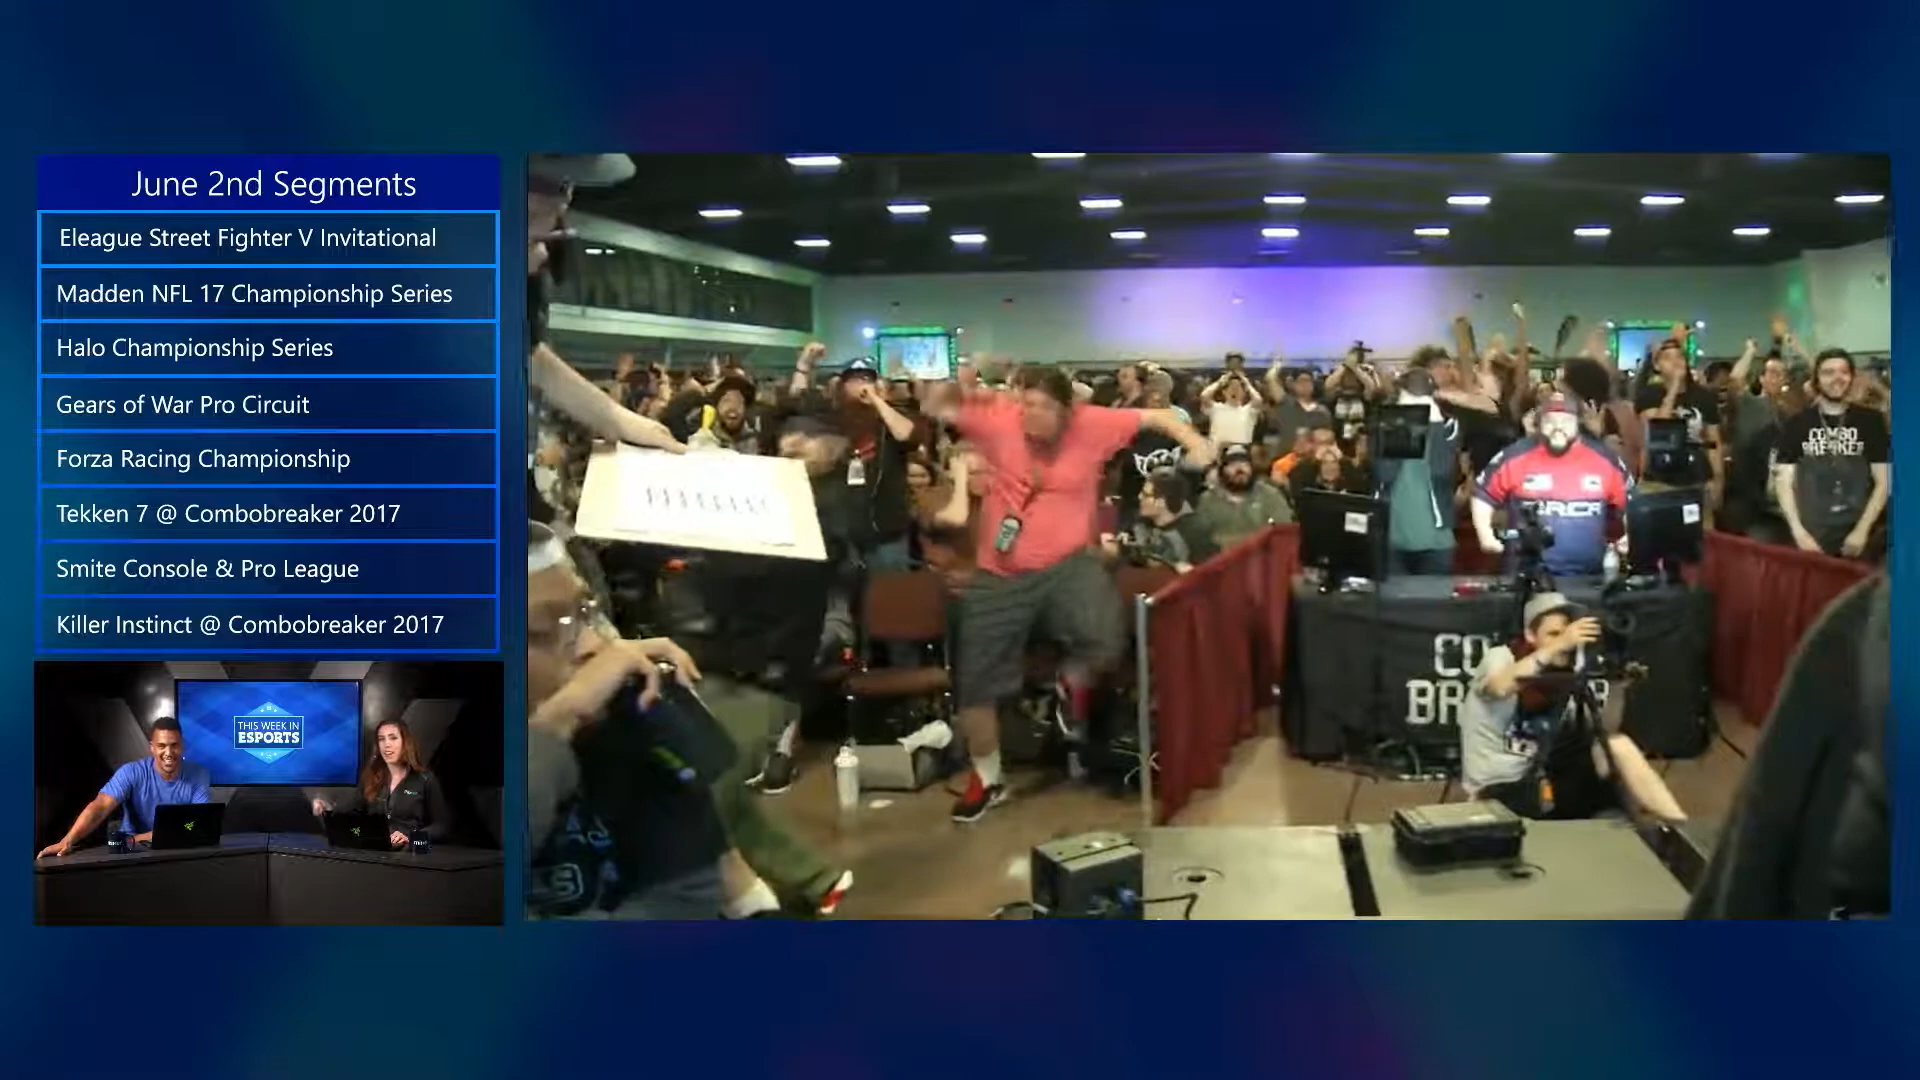 June 2nd Segments
Eleague Street Fighter V Invitational
Madden NFL 17 Championship Series
Halo Championship Series
Gears of War Pro Circuit
Forza Racing Championship
Tekken 7 @ Combobreaker 2017
Smite Console & Pro League
Killer Instinct @ Combobreaker 2017
THIS WEEK IN
ESPORTS
COMBO
BREAKER